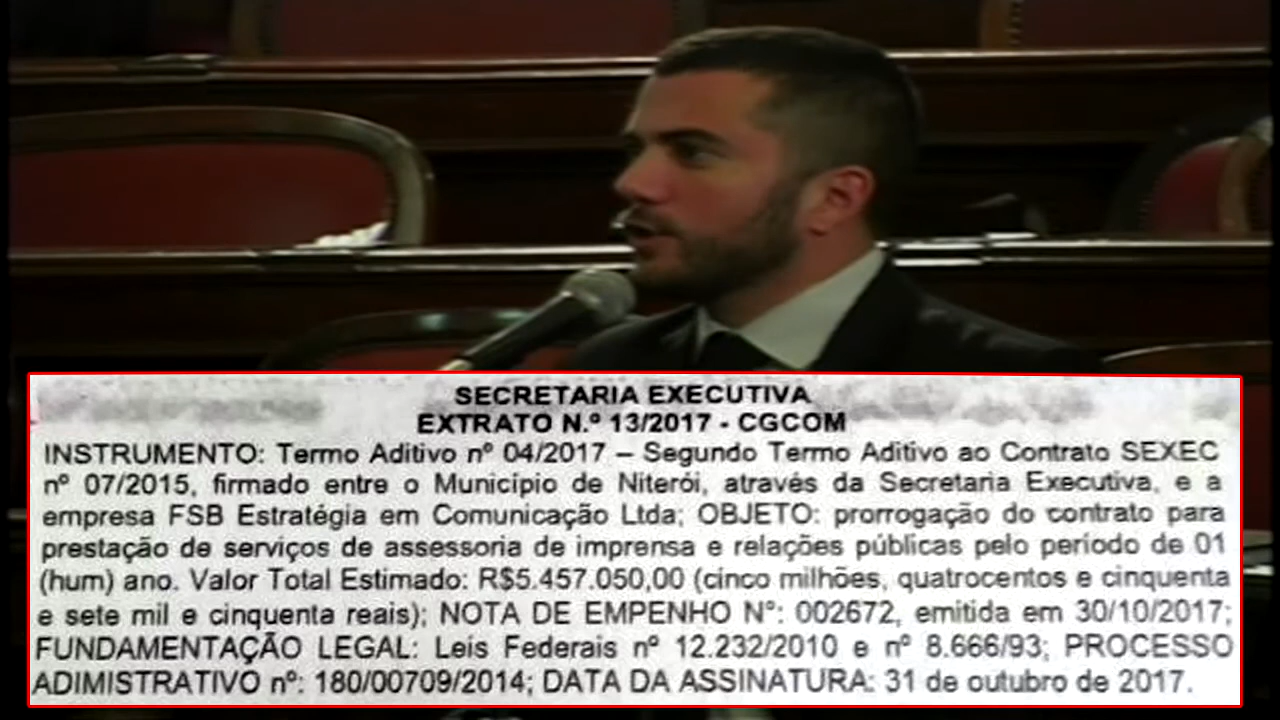 SECRETARIA EXECUTIVA
EXTRATO N.º 13/2017 - CGCOM
INSTRUMENTO: Termo Aditivo nº 04/2017 – Segundo Termo Aditivo ao Contrato SEXEC
nº 07/2015, firmado entre o Município de Niterói, através da Secretaria Executiva, e a
empresa FSB Estratégia em Comunicação Ltda; OBJETO: prorrogação do contrato para
prestação de serviços de assessoria de imprensa e relações públicas pelo período de 01
(hum) ano. Valor Total Estimado: R$5.457.050,00 (cinco milhões, quatrocentos e cinquenta
e sete mil e cinquenta reais); NOTA DE EMPENHO N°: 002672, emitida em 30/10/2017;
FUNDAMENTAÇÃO LEGAL: Leis Federais nº 12.232/2010 e nº 8.666/93; PROCESSO
ADIMISTRATIVO nº: 180/00709/2014; DATA DA ASSINATURA: 31 de outubro de 2017.